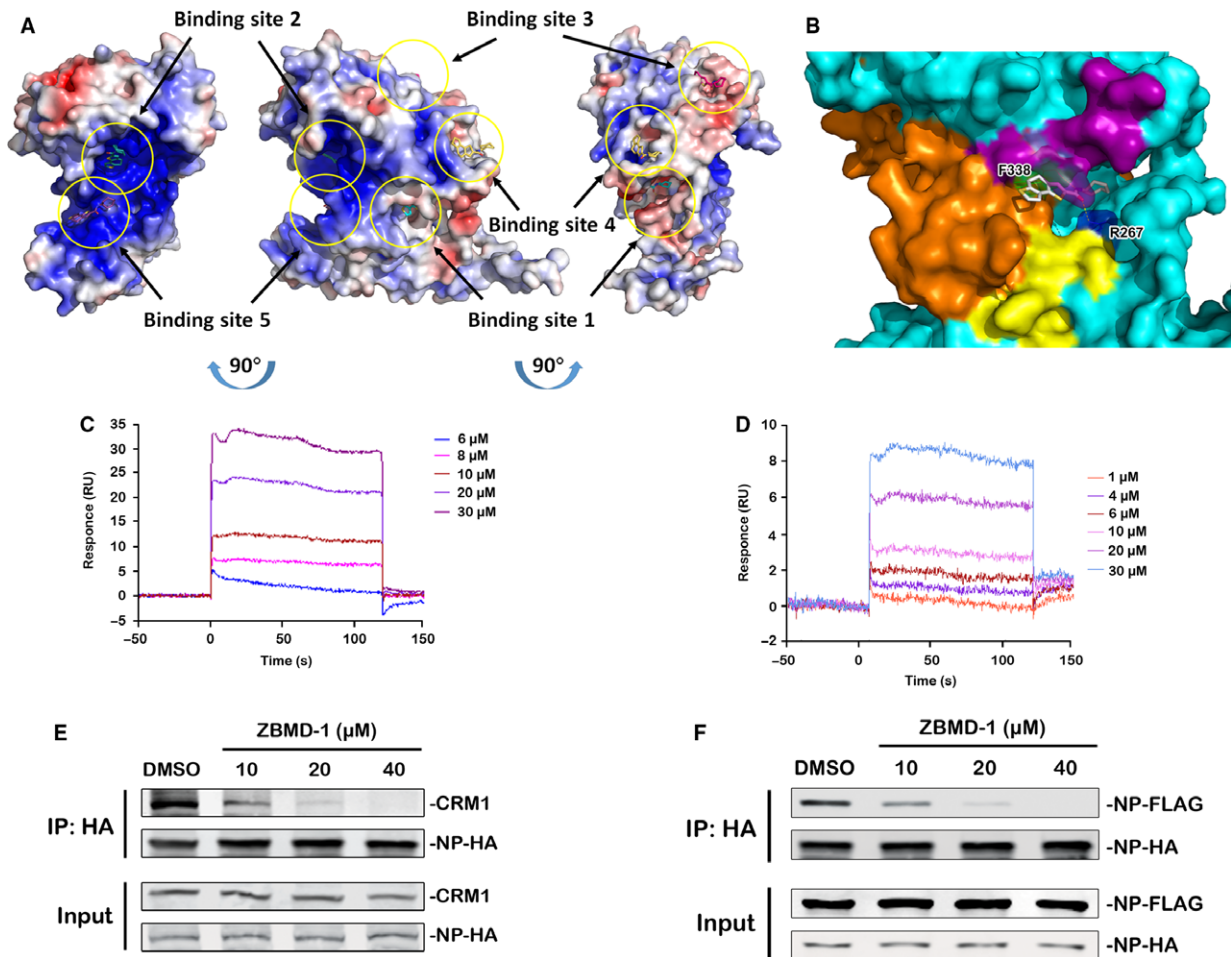 A
Binding site 2
Binding site 3
Binding site 4
Binding site 5
Binding site 1
90°
90°
B
F338
R267
C
35
30
25
20
15
10
5
0
−5
Responce (RU)
−50
0
50
100
150
Time (s)
6 µM
8 µM
10 µM
20 µM
30 µM
D
10
8
6
4
2
0
−2
Responce (RU)
−50
0
50
100
150
Time (s)
1 µM
4 µM
6 µM
10 µM
20 µM
30 µM
E
ZBMD-1 (µM)
DMSO 10 20 40
IP: HA
-CRM1
-NP-HA
Input
-CRM1
-NP-HA
F
ZBMD-1 (µM)
DMSO 10 20 40
IP: HA
-NP-FLAG
-NP-HA
Input
-NP-FLAG
-NP-HA